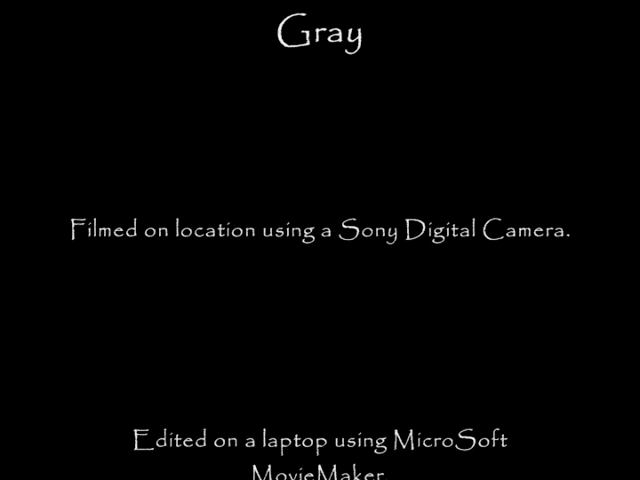 Gray
Filmed on location using a Sony Digital Camera.
Edited on a laptop using MicroSoft
MovieMaker.